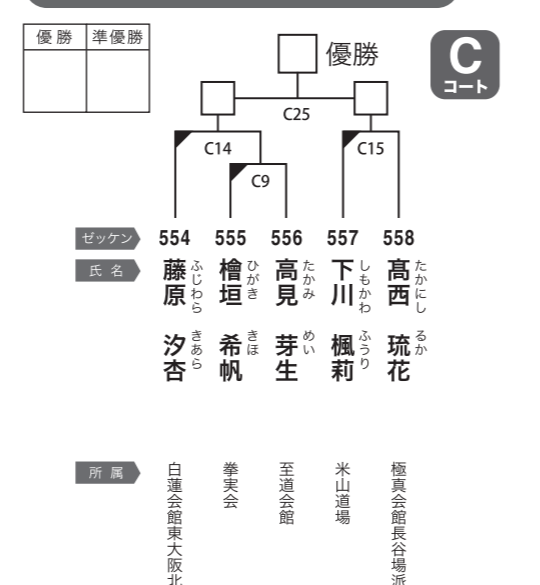 優勝 準優勝
優勝
C
コート
C25
C14
C15
C9
ゼッケン 554 555 556 557 558
氏名
藤原 汐杏 ふじわら きあら
檜垣 希帆 ひがき きほ
高見 芽生 たかみ めい
下川 楓莉 しもかわ ふうり
髙西 琉花 たかにし るか
所属
白蓮会館東大阪北
拳実会
至道会館
米山道場
極真会館長谷場派